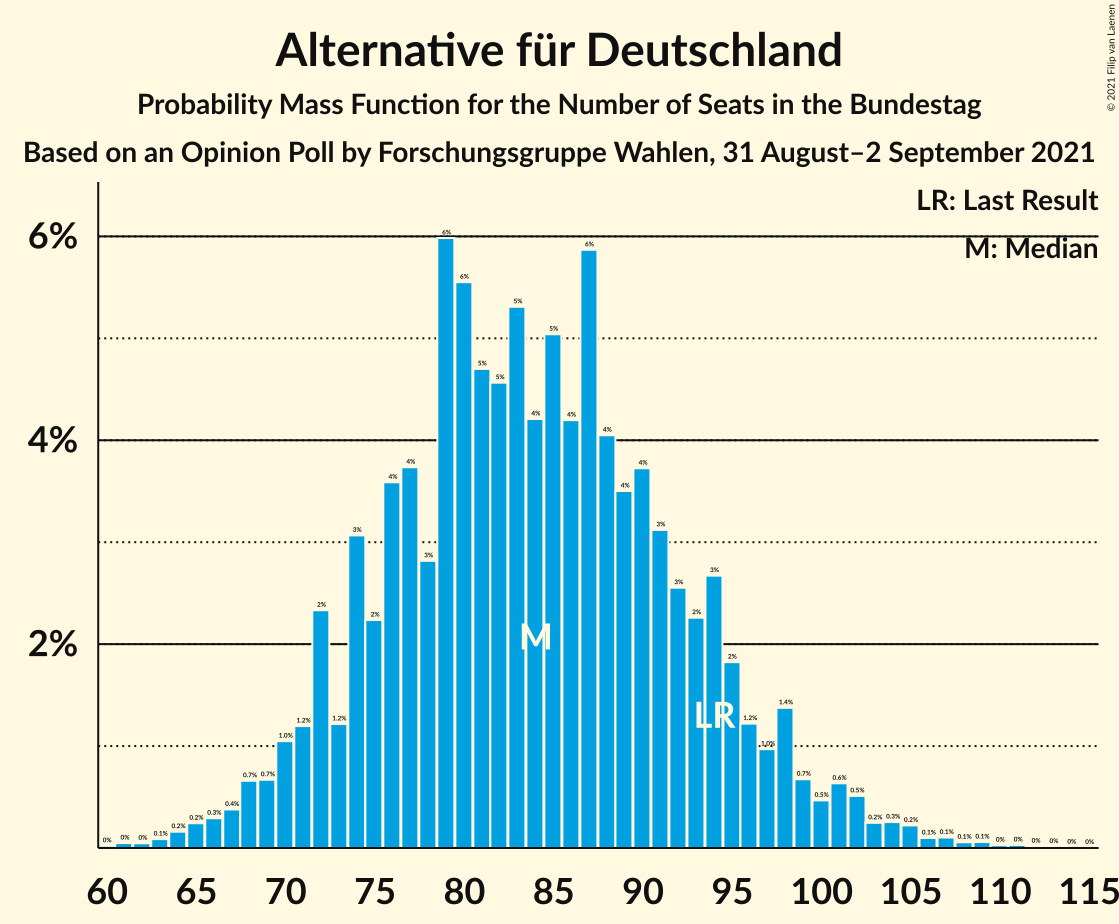 Alternative für Deutschland
Probability Mass Function for the Number of Seats in the Bundestag
Based on an Opinion Poll by Forschungsgruppe Wahlen, 31 August–2 September 2021
© 2021 Filip van Laenen
LR: Last Result
M: Median
6%
4%
2%
0% 0% 0% 0.1% 0.2% 0.2% 0.3% 0.4% 0.7% 0.7% 1.0% 1.2% 2% 1.2% 3% 2% 4% 4% 3% 6% 6% 5% 5% 5% 4% 5% 4% 6% 4% 4% 4% 3% 3% 2% 3% 2% 1.2% 1.0% 1.4% 0.7% 0.5% 0.6% 0.5% 0.2% 0.3% 0.2% 0.1% 0.1% 0.1% 0.1% 0% 0% 0% 0% 0% 0%
M
LR
60 65 70 75 80 85 90 95 100 105 110 115